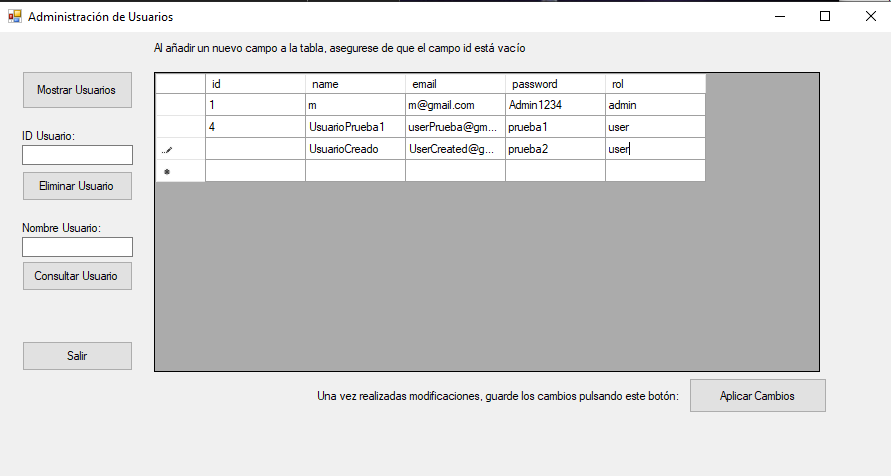 Administración de Usuarios
Al añadir un nuevo campo a la tabla, asegurese de que el campo id está vacío
Mostrar Usuarios
ID Usuario:
Eliminar Usuario
Nombre Usuario:
Consultar Usuario
Salir
id name email password rol
1 m m@gmail.com Admin1234 admin
4 UsuarioPrueba1 userPrueba@gm... prueba1 user
UsuarioCreado UserCreated@g... prueba2 user
Una vez realizadas modificaciones, guarde los cambios pulsando este botón:
Aplicar Cambios